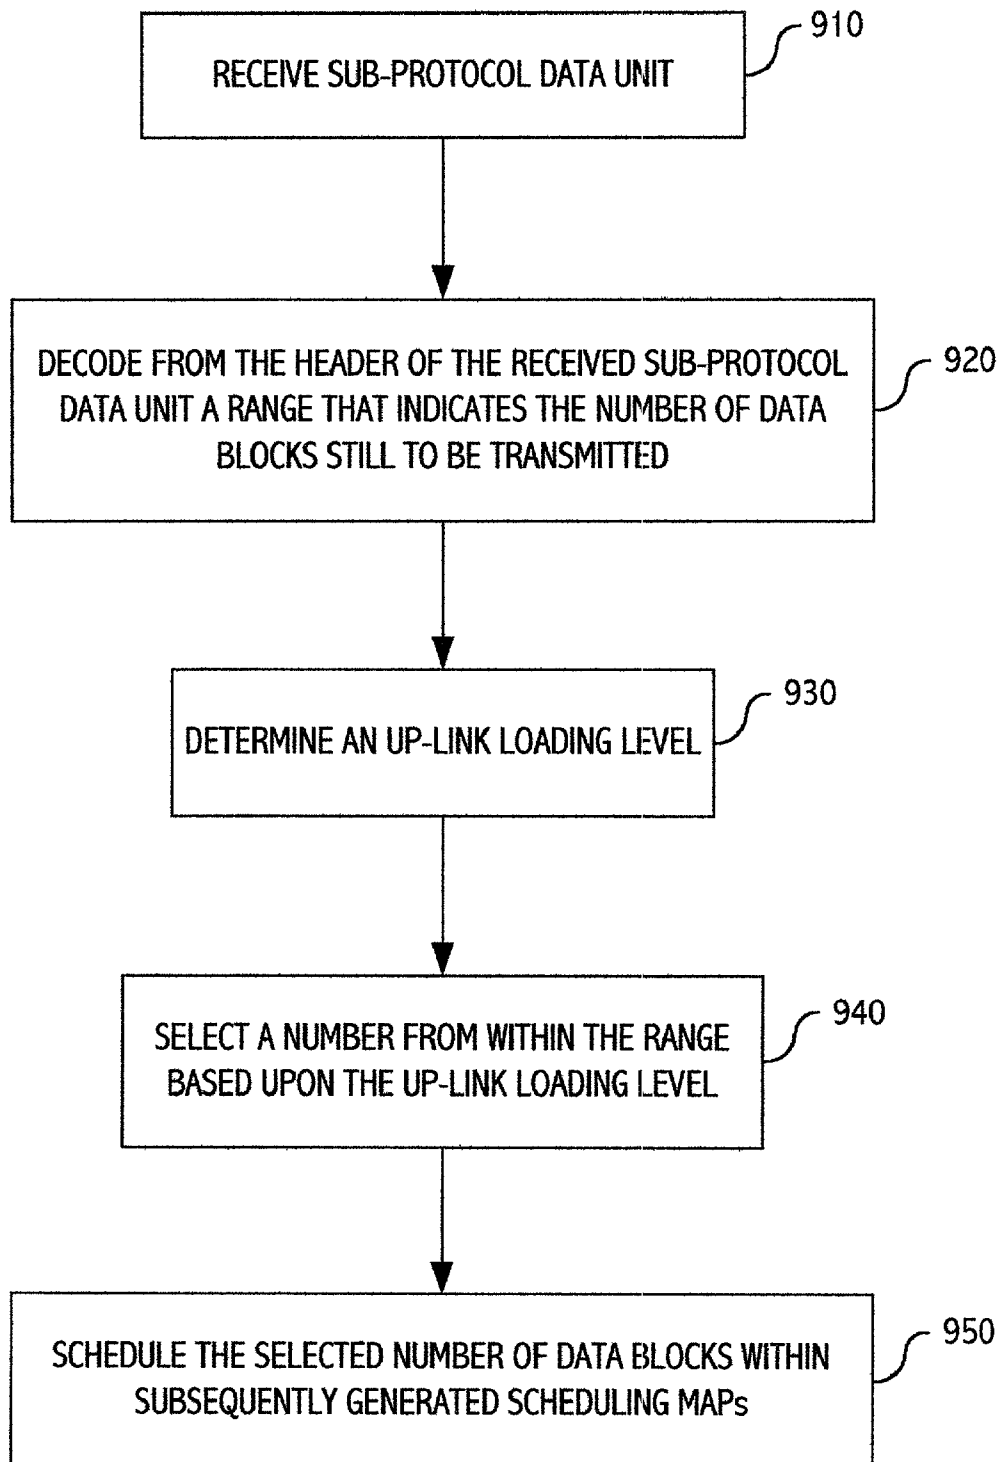 910
RECEIVE SUB-PROTOCOL DATA UNIT
920
DECODE FROM THE HEADER OF THE RECEIVED SUB-PROTOCOL
DATA UNIT A RANGE THAT INDICATES THE NUMBER OF DATA
BLOCKS STILL TO BE TRANSMITTED
930
DETERMINE AN UP-LINK LOADING LEVEL
940
SELECT A NUMBER FROM WITHIN THE RANGE
BASED UPON THE UP-LINK LOADING LEVEL
950
SCHEDULE THE SELECTED NUMBER OF DATA BLOCKS WITHIN
SUBSEQUENTLY GENERATED SCHEDULING MAPs